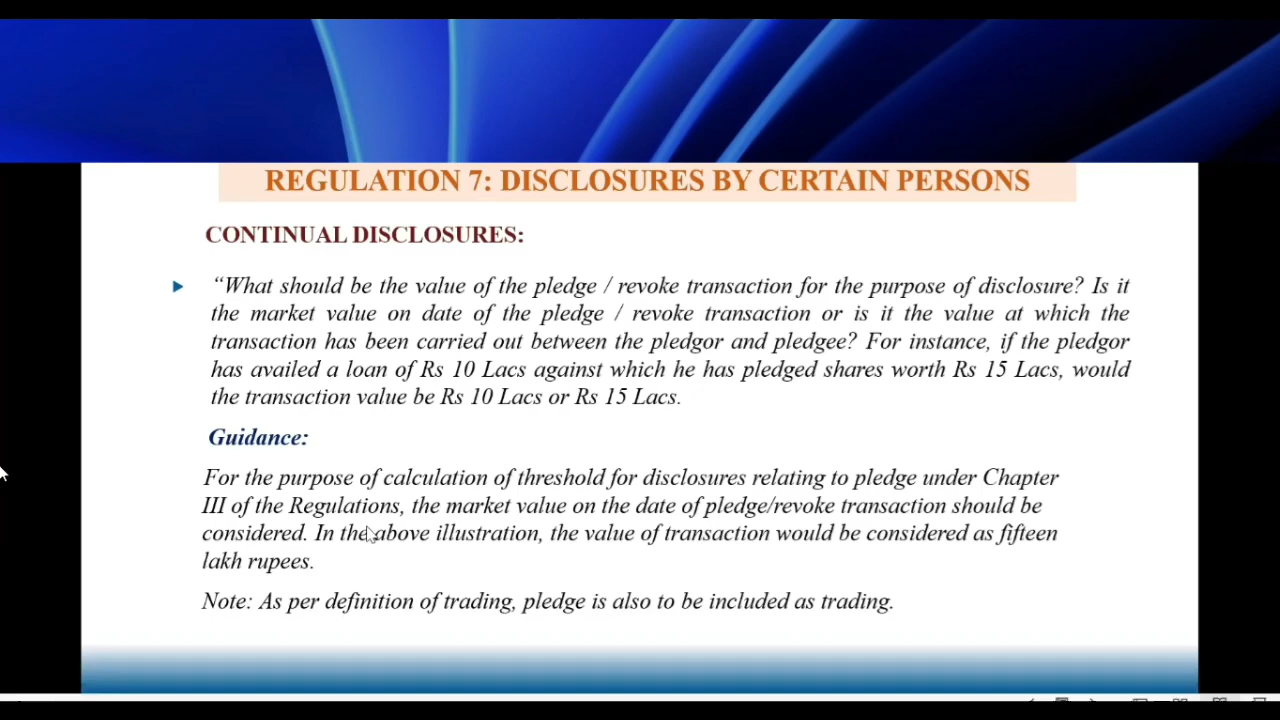 REGULATION 7: DISCLOSURES BY CERTAIN PERSONS
CONTINUAL DISCLOSURES:
“What should be the value of the pledge / revoke transaction for the purpose of disclosure? Is it
the market value on date of the pledge / revoke transaction or is it the value at which the
transaction has been carried out between the pledgor and pledgee? For instance, if the pledgor
has availed a loan of Rs 10 Lacs against which he has pledged shares worth Rs 15 Lacs, would
the transaction value be Rs 10 Lacs or Rs 15 Lacs.
Guidance:
For the purpose of calculation of threshold for disclosures relating to pledge under Chapter
III of the Regulations, the market value on the date of pledge/revoke transaction should be
considered. In the above illustration, the value of transaction would be considered as fifteen
lakh rupees.
Note: As per definition of trading, pledge is also to be included as trading.